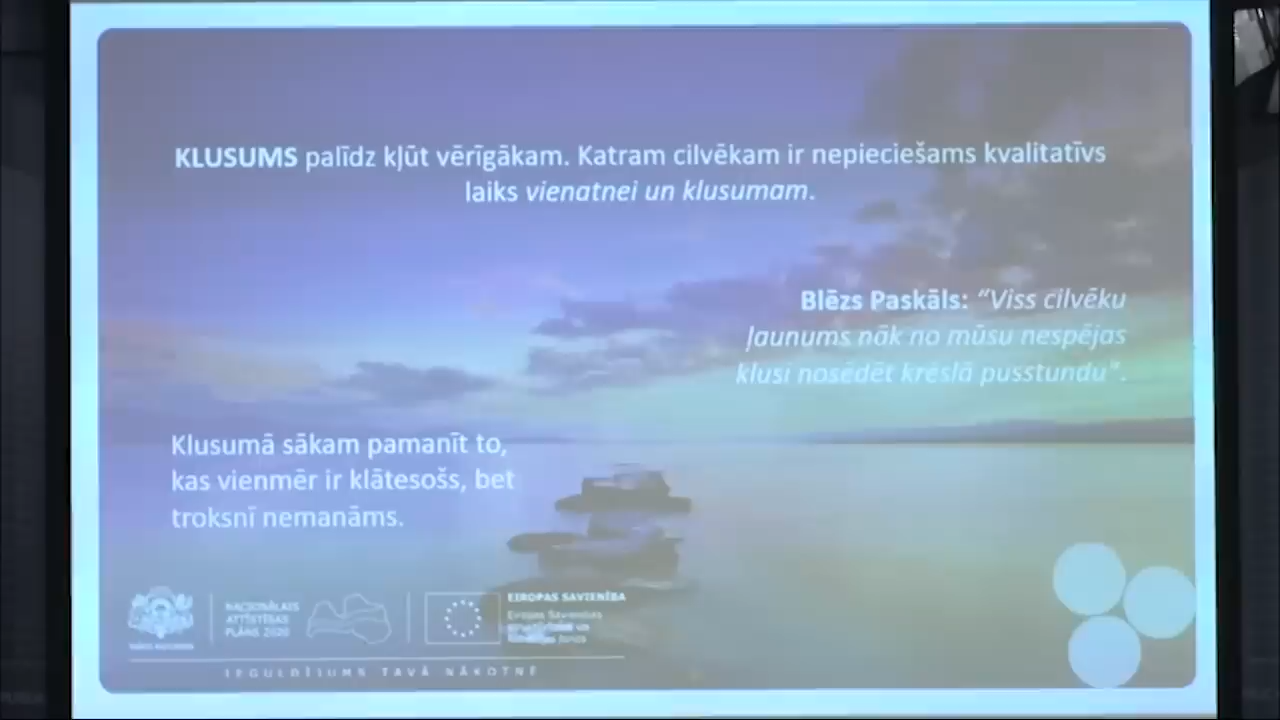 KLUSUMS palīdz kļūt vērīgākam. Katram cilvēkam ir nepieciešams kvalitatīvs
laiks vienatnei un klusumam.
Blēzs Paskāls: “Viss cilvēku
ļaunums nāk no mūsu nespējas
klusi nosēdēt krēslā pusstundu”.
Klusumā sākam pamanīt to,
kas vienmēr ir klātesošs, bet
troksnī nemanāms.
NACIONĀLAIS
ATTĪSTĪBAS
PLĀNS 2020
EIROPAS SAVIENĪBA
Eiropas Savienības
IEGULDĪJUMS TAVĀ NĀKOTNĒ